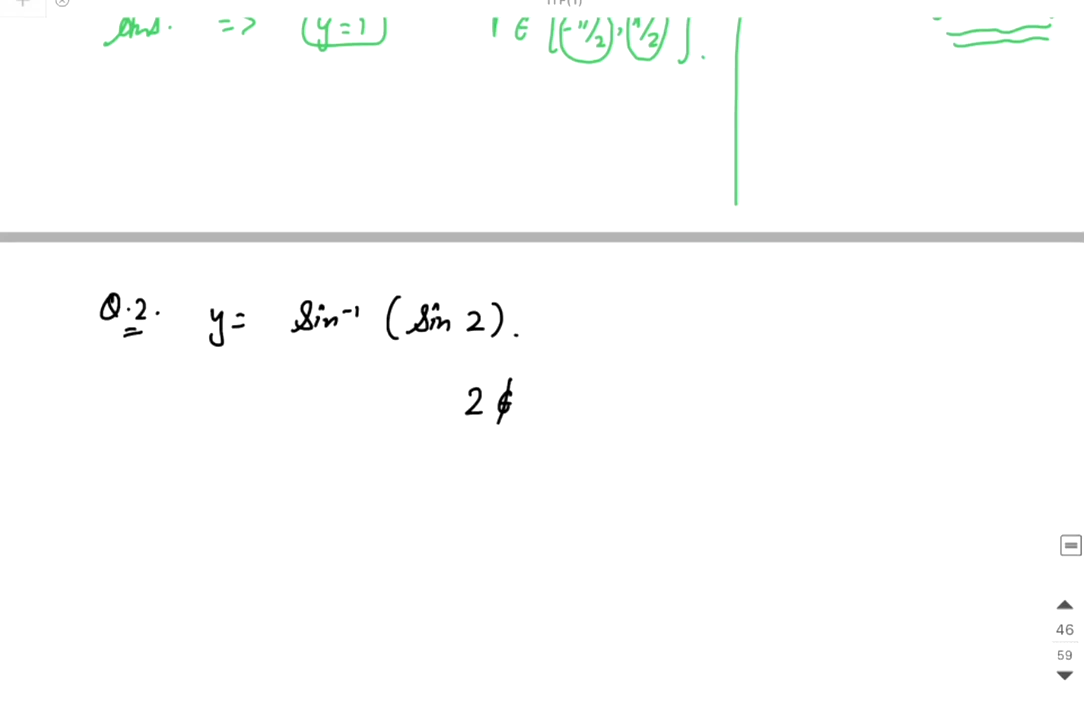 Ans. => (y=1) 1 ∈ [-π/2, π/2].
Q.2. y = Sin⁻¹ (Sin 2).
2 ∉
46
59